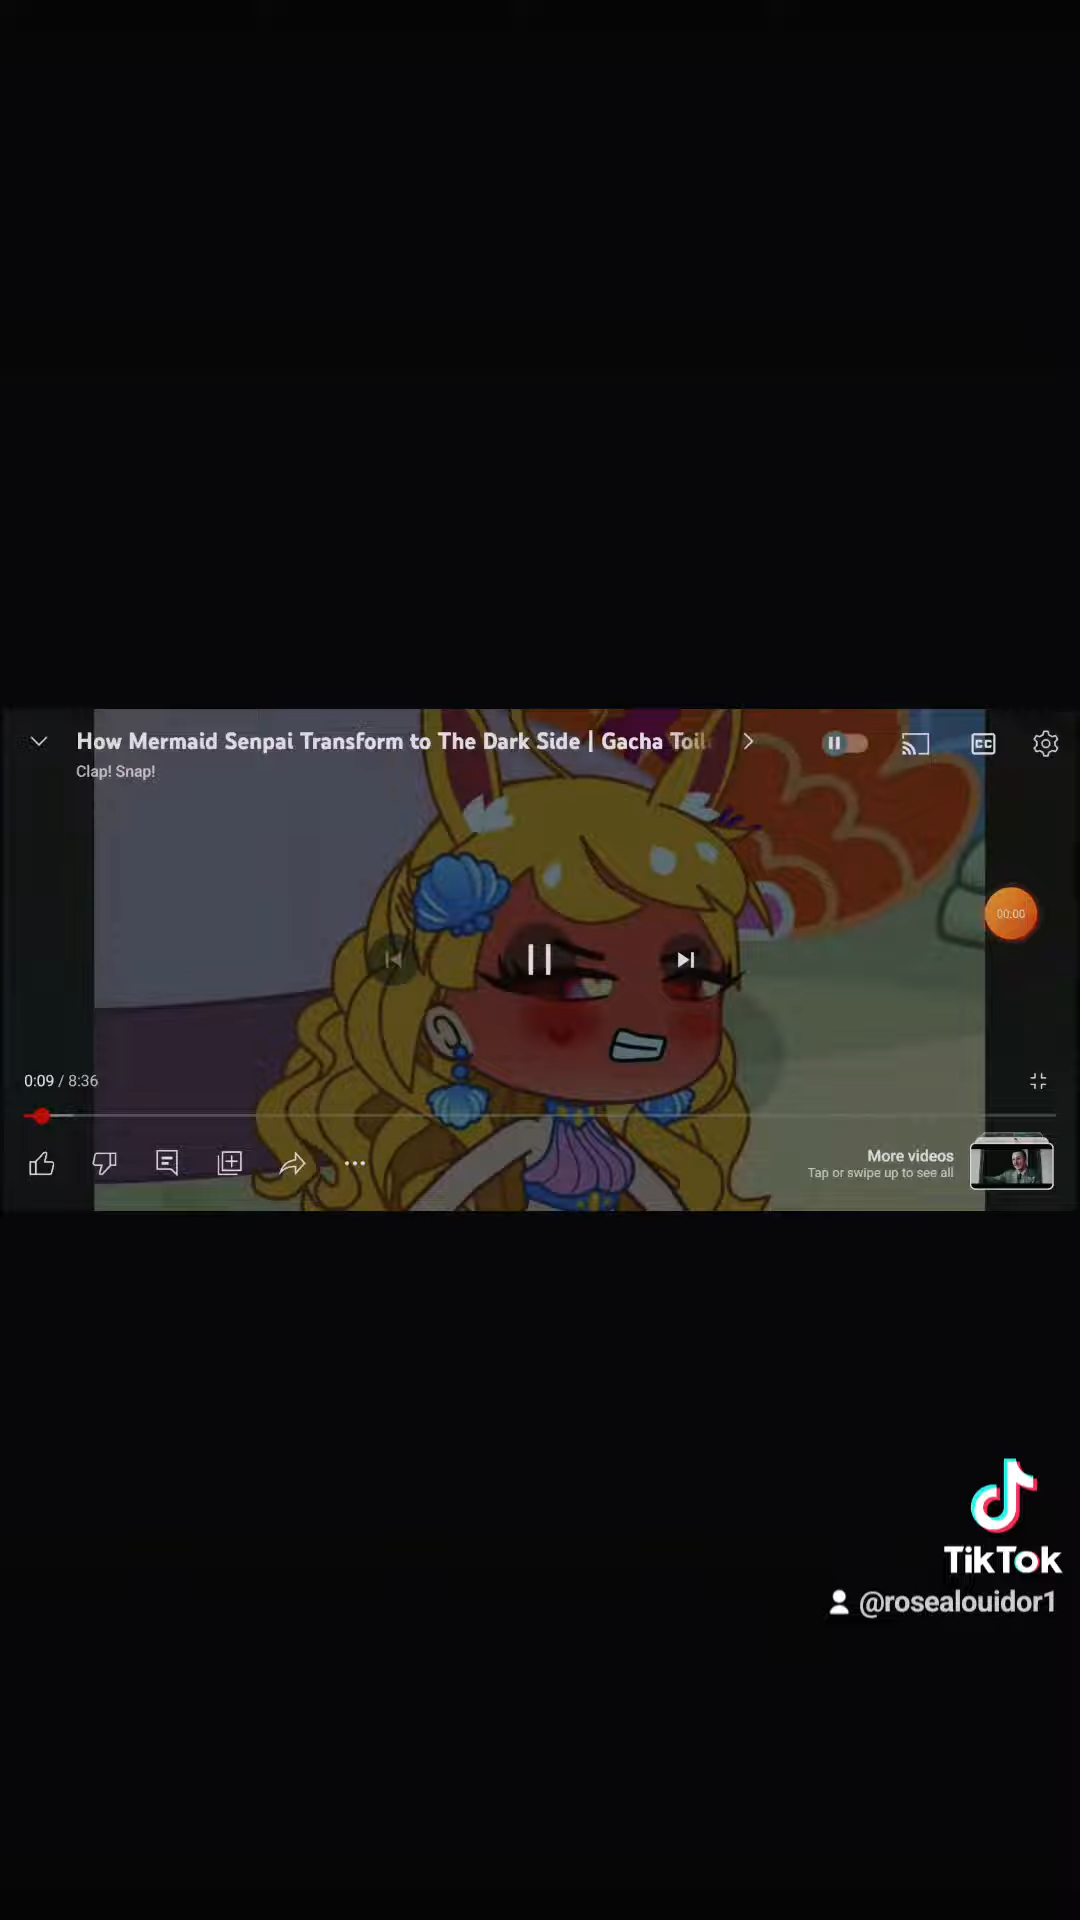 How Mermaid Senpai Transform to The Dark Side | Gacha
Clap! Snap!
CC
00:00
0:09 / 8:36
More videos
Tap or swipe up to see all
TikTok
@rosealouidor1